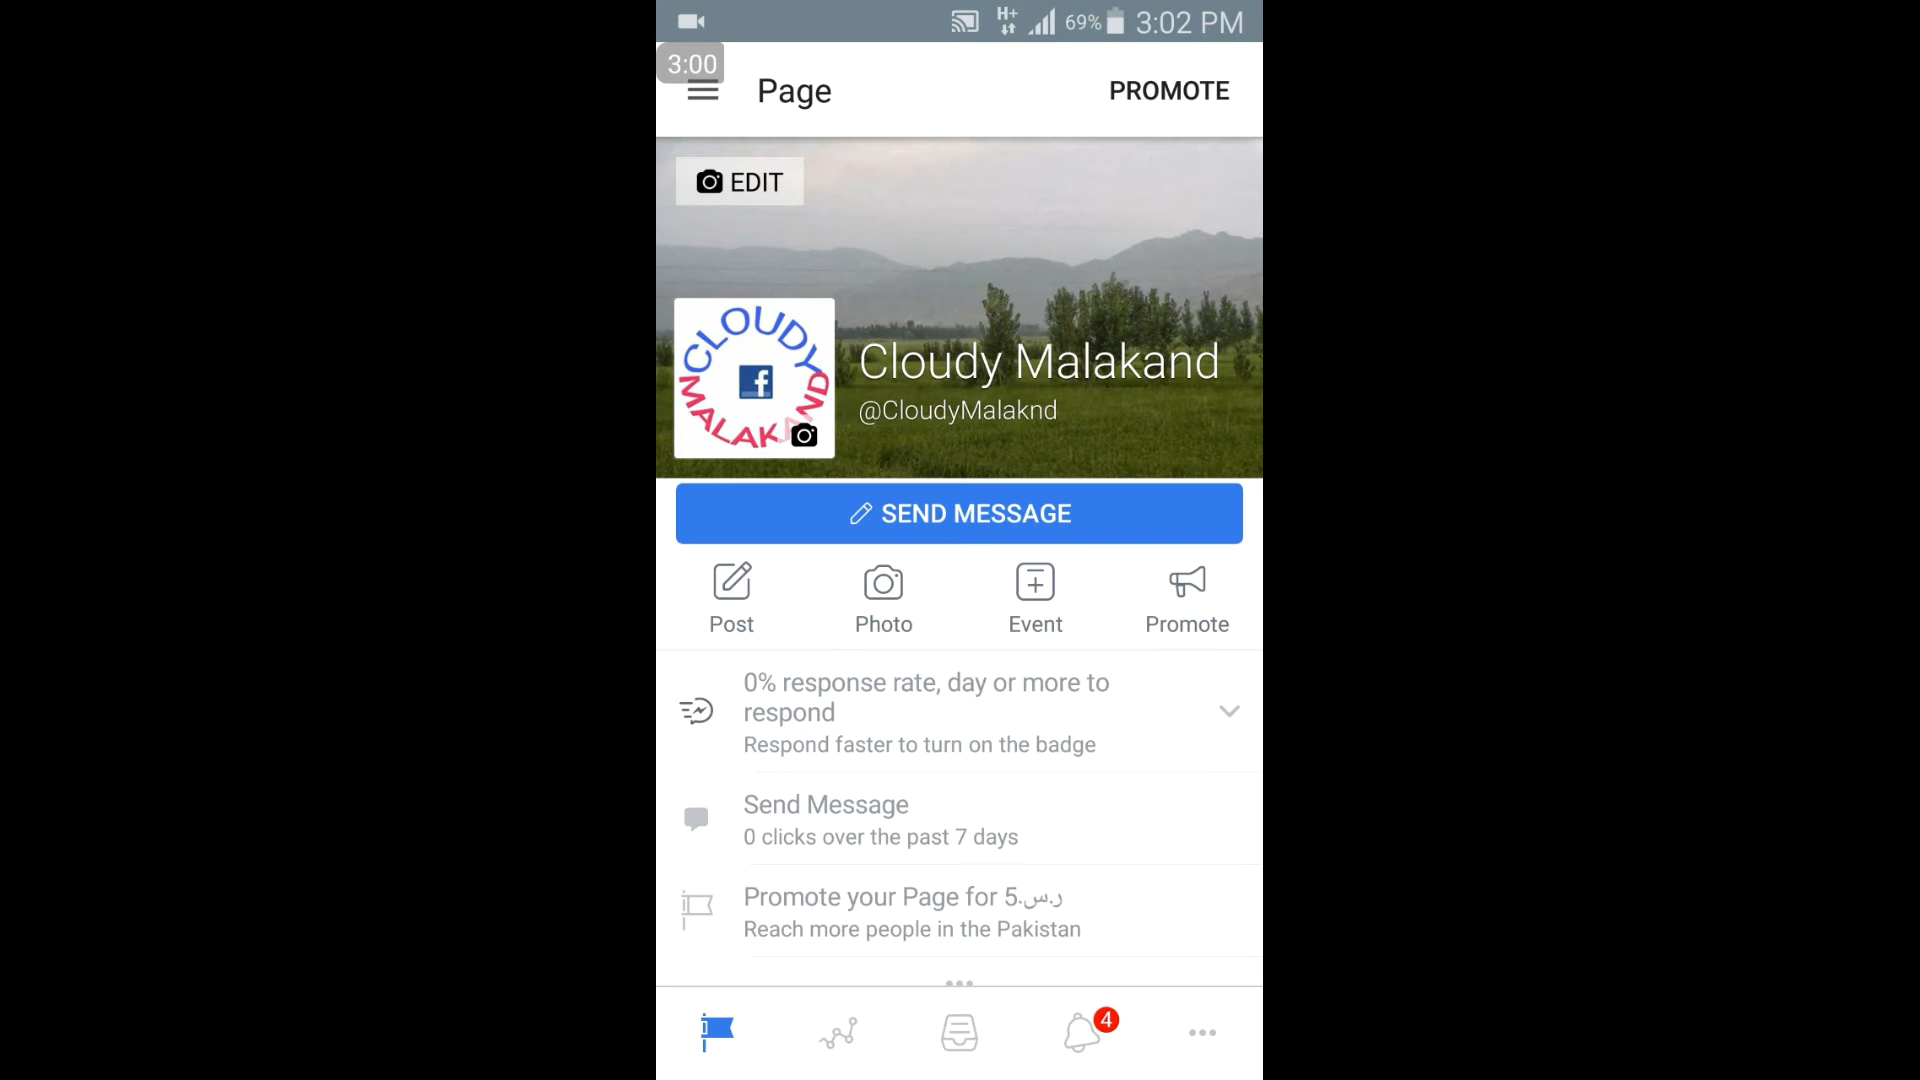 H+ 69% 3:02 PM
3:00
Page PROMOTE
EDIT
CLOUDY
MALAKAND
Cloudy Malakand
@CloudyMalaknd
SEND MESSAGE
Post Photo Event Promote
0% response rate, day or more to
respond
Respond faster to turn on the badge
Send Message
0 clicks over the past 7 days
Promote your Page for 5.ر.س
Reach more people in the Pakistan
4